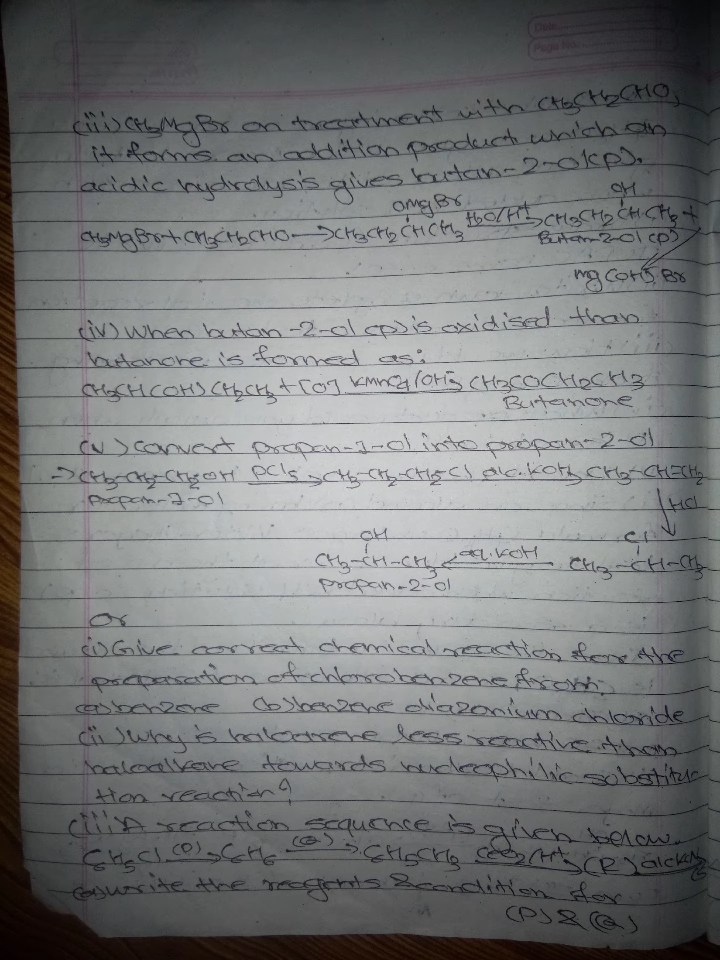 (iii) CH3MgBr on treatment with CH3CH2CHO,
it forms an addition product which on
acidic hydrolysis gives butan-2-ol(P).
OMgBr OH
CH3MgBr + CH3CH2CHO → CH3CH2CHCH3 H2O/H+ → CH3CH2CHCH3 +
Butan-2-ol (P)
Mg(OH)Br
(iv) When butan-2-ol (P) is oxidised than
butanone is formed as:
CH3CH(OH)CH2CH3 + [O] KMnO4/OH- → CH3COCH2CH3
Butanone
(v) Convert propan-1-ol into propan-2-ol
→ CH3-CH2-CH2OH PCl5 → CH3-CH2-CH2-Cl alc.KOH → CH3-CH=CH2
propan-1-ol ↓ HCl
OH Cl
CH3-CH-CH3 ← aq.KOH CH3-CH-CH3
propan-2-ol
Or
(i) Give correct chemical reaction for the
preparation of chlorobenzene from;
(a) benzene (b) benzene diazonium chloride
(ii) Why is haloarene less reactive than
haloalkane towards nucleophilic substitu
tion reaction?
(iii) A reaction sequence is given below.
C6H5Cl (P) → C6H6 (Q) → C6H5CH3 /H+ → (R)
(a) write the reagents & condition for
(P) & (Q)